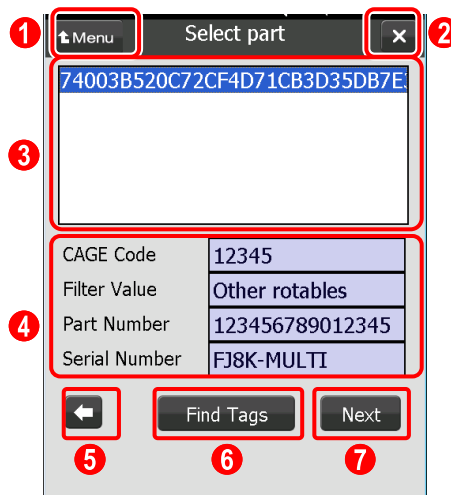 1 Menu Select part × 2
74003B520C72CF4D71CB3D35DB7E
3
CAGE Code 12345
Filter Value Other rotables
4 Part Number 123456789012345
Serial Number FJ8K-MULTI
Find Tags Next
5 6 7